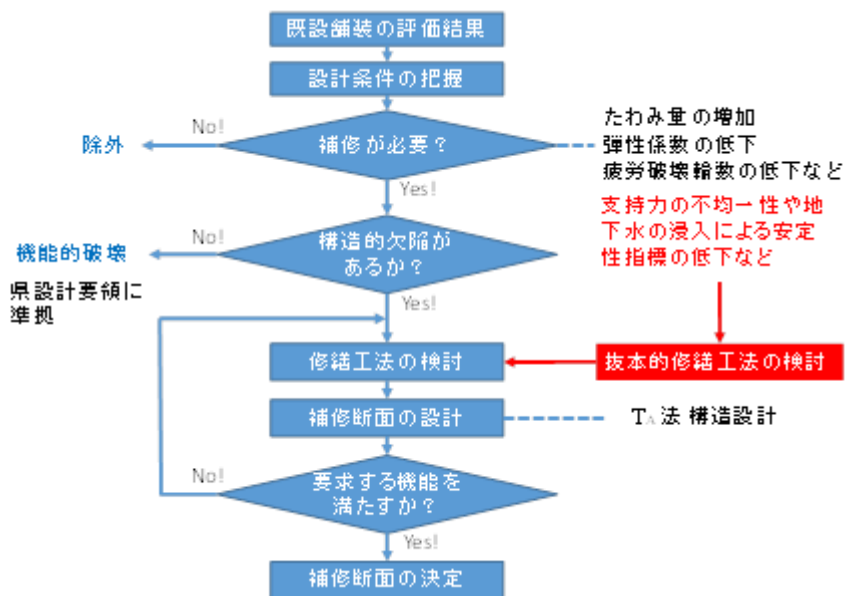 既設舗装の評価結果
設計条件の把握
No!
除外
補修が必要？
たわみ量の増加
弾性係数の低下
疲労破壊輪数の低下など
支持力の不均一性や地
下水の浸入による安定
性指標の低下など
Yes!
No!
機能的破壊
構造的欠陥が
あるか？
県設計要領に
準拠
Yes!
修繕工法の検討
抜本的修繕工法の検討
補修断面の設計
TA法 構造設計
No!
要求する機能を
満たすか？
Yes!
補修断面の決定